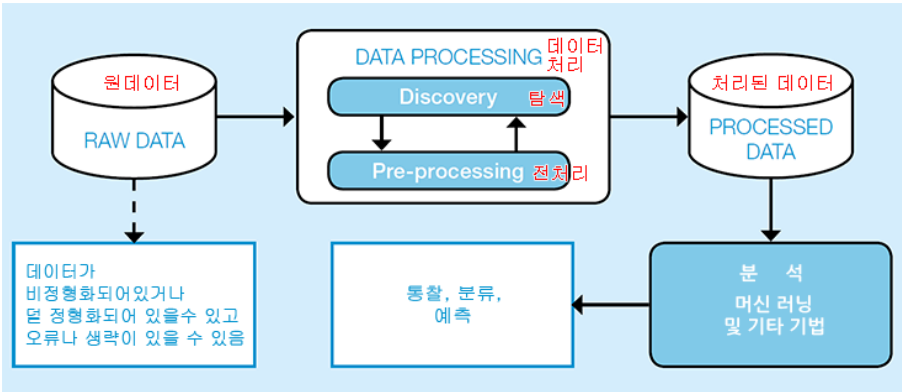 원데이터
RAW DATA
DATA PROCESSING 데이터
처리
Discovery 탐색
Pre-processing 전처리
처리된 데이터
PROCESSED
DATA
데이터가
비정형화되어있거나
덜 정형화되어 있을수 있고
오류나 생략이 있을 수 있음
통찰, 분류,
예측
분 석
머신 러닝
및 기타 기법